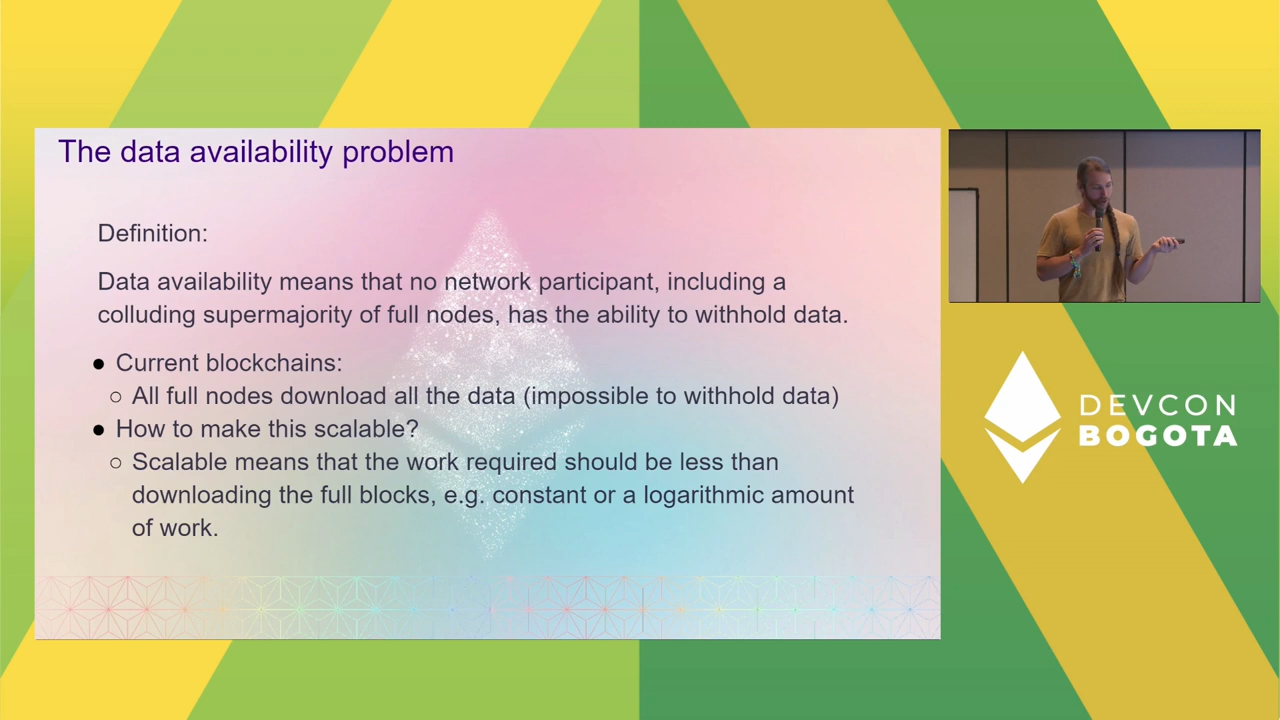 The data availability problem
Definition:
Data availability means that no network participant, including a
colluding supermajority of full nodes, has the ability to withhold data.
● Current blockchains:
○ All full nodes download all the data (impossible to withhold data)
● How to make this scalable?
○ Scalable means that the work required should be less than
downloading the full blocks, e.g. constant or a logarithmic amount
of work.
DEVCON
BOGOTA